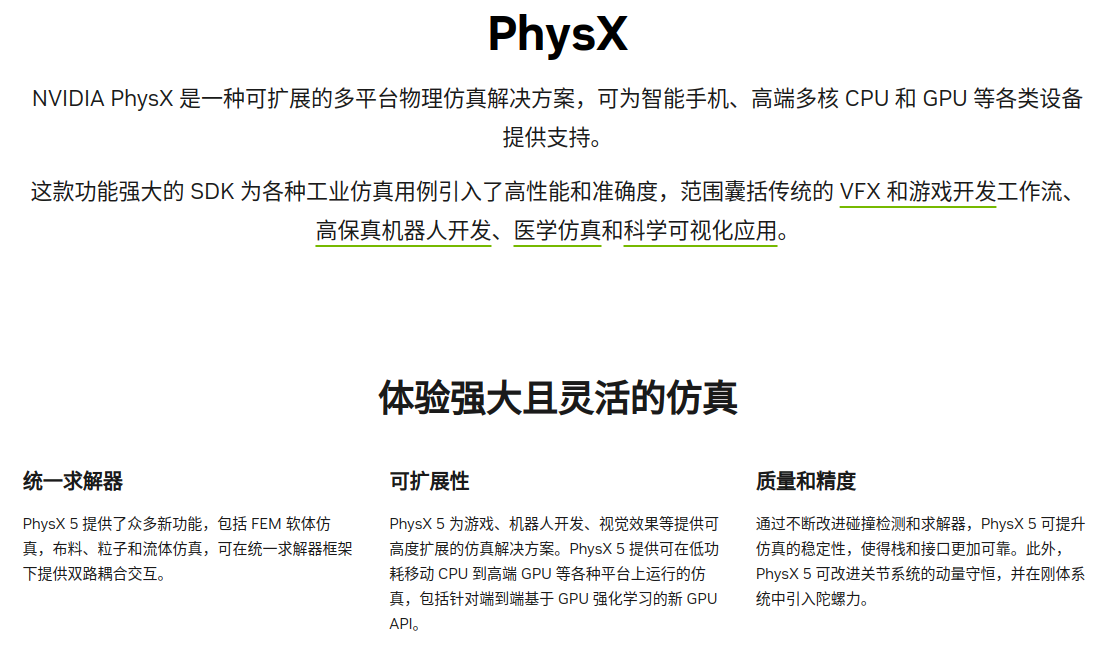 PhysX
NVIDIA PhysX 是一种可扩展的多平台物理仿真解决方案，可为智能手机、高端多核 CPU 和 GPU 等各类设备
提供支持。
这款功能强大的 SDK 为各种工业仿真用例引入了高性能和准确度，范围囊括传统的 VFX 和游戏开发工作流、
高保真机器人开发、医学仿真和科学可视化应用。
体验强大且灵活的仿真
统一求解器
PhysX 5 提供了众多新功能，包括 FEM 软体仿
真，布料、粒子和流体仿真，可在统一求解器框架
下提供双路耦合交互。
可扩展性
PhysX 5 为游戏、机器人开发、视觉效果等提供可
高度扩展的仿真解决方案。PhysX 5 提供可在低功
耗移动 CPU 到高端 GPU 等各种平台上运行的仿
真，包括针对端到端基于 GPU 强化学习的新 GPU
API。
质量和精度
通过不断改进碰撞检测和求解器，PhysX 5 可提升
仿真的稳定性，使得栈和接口更加可靠。此外，
PhysX 5 可改进关节系统的动量守恒，并在刚体系
统中引入陀螺力。